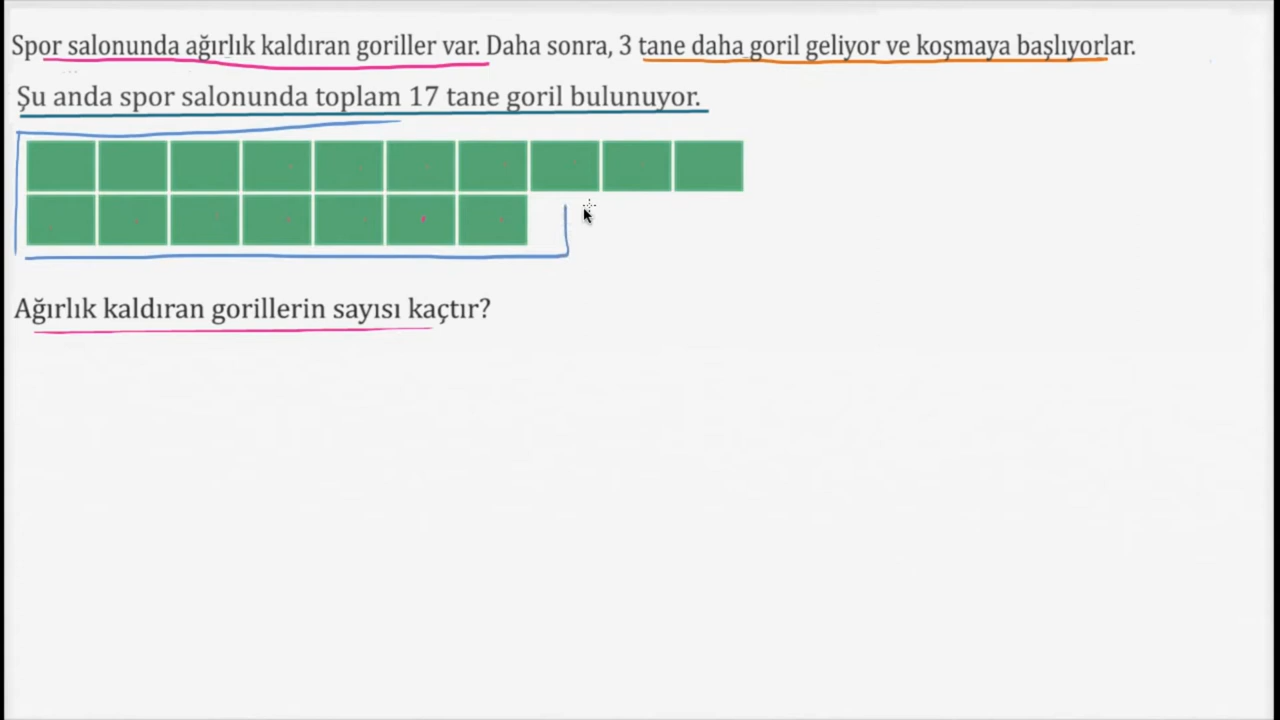 Spor salonunda ağırlık kaldıran goriller var. Daha sonra, 3 tane daha goril geliyor ve koşmaya başlıyorlar.
Şu anda spor salonunda toplam 17 tane goril bulunuyor.
Ağırlık kaldıran gorillerin sayısı kaçtır?